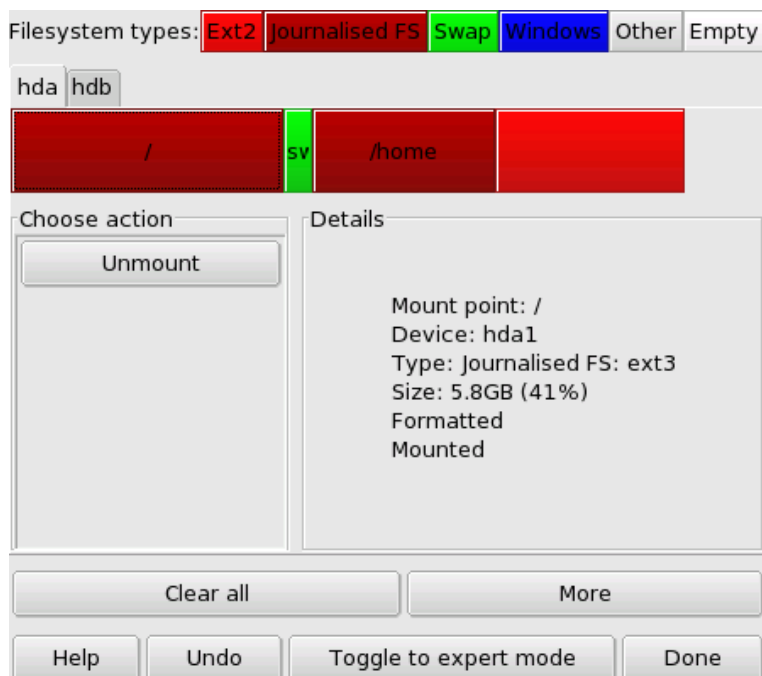 Filesystem types: Ext2 Journalised FS Swap Windows Other Empty
hda hdb
/ sw /home
Choose action Details
Unmount
Mount point: /
Device: hda1
Type: Journalised FS: ext3
Size: 5.8GB (41%)
Formatted
Mounted
Clear all More
Help Undo Toggle to expert mode Done